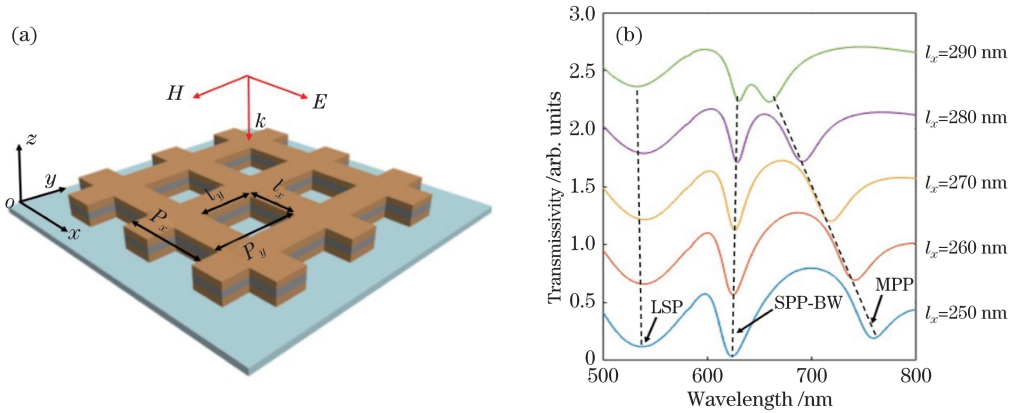 (a)
H
E
k
z
y
o
x
l_y
l_x
P_x
P_y
(b)
3.0
2.5
2.0
1.5
1.0
0.5
0
Transmissivity /arb. units
500
600
700
800
Wavelength /nm
l_x=290 nm
l_x=280 nm
l_x=270 nm
l_x=260 nm
l_x=250 nm
LSP
SPP-BW
MPP